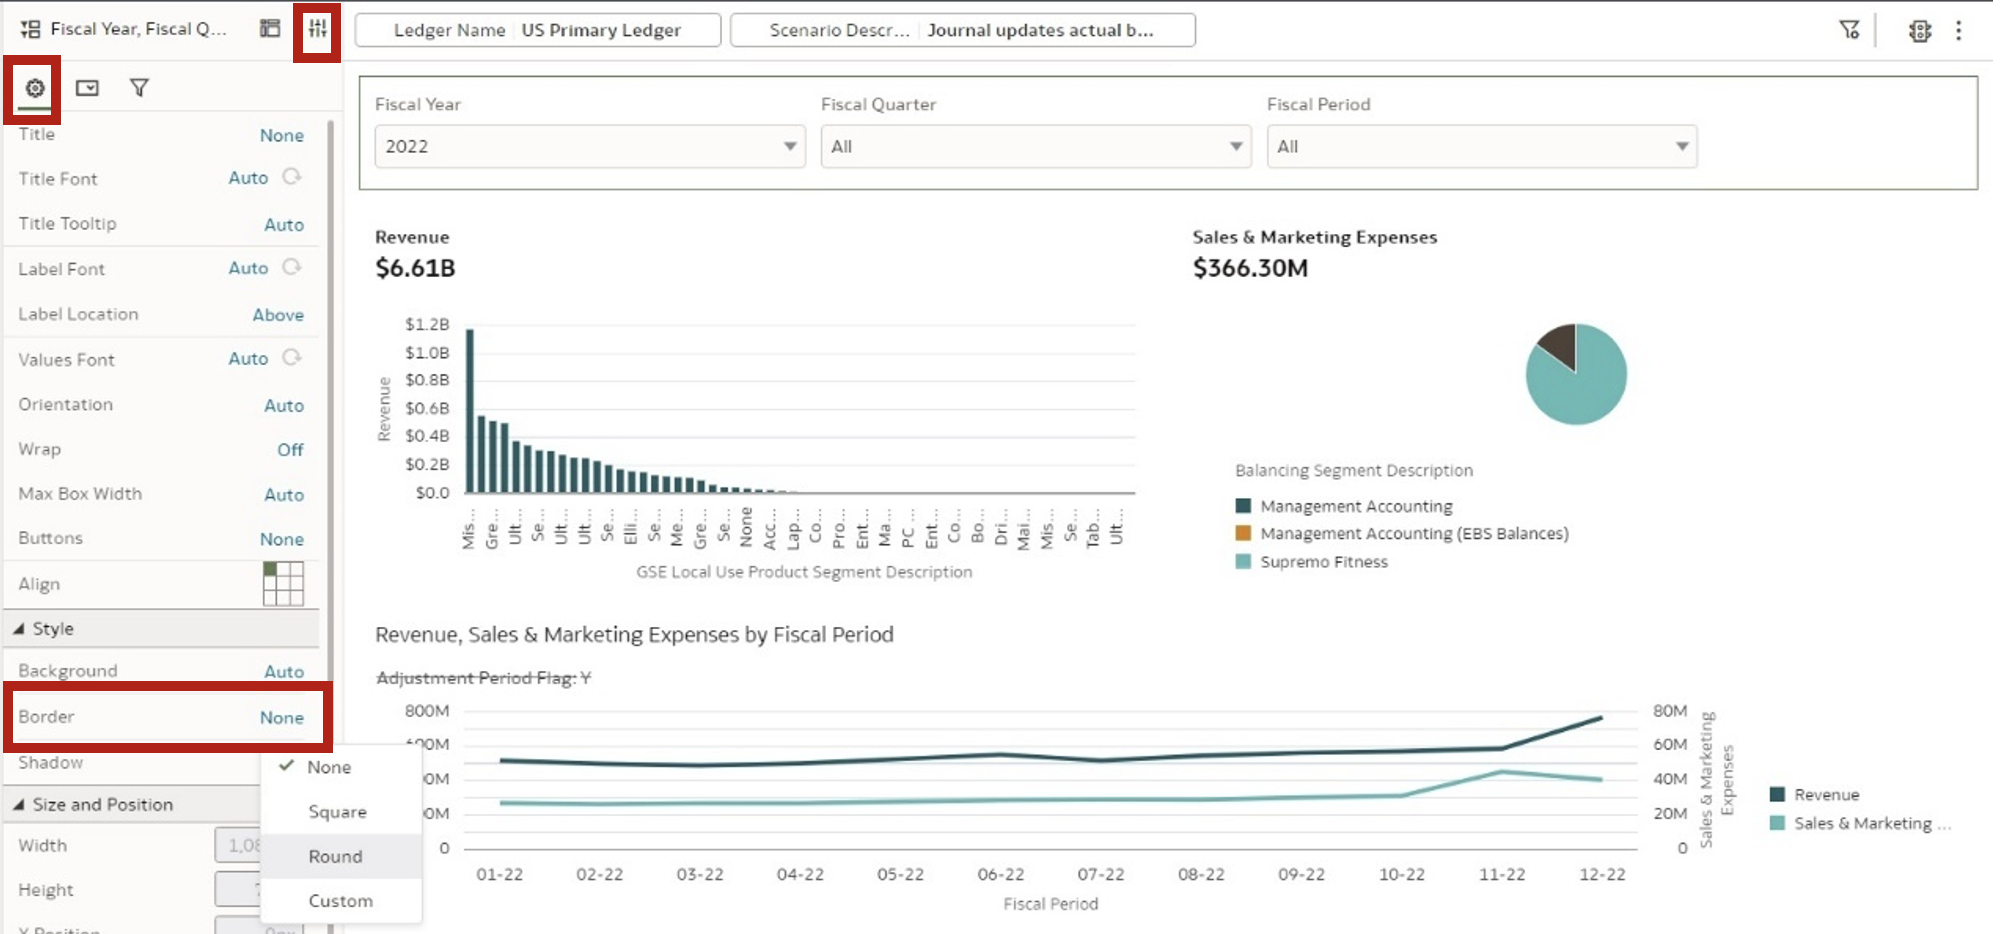 Fiscal Year, Fiscal Q...
Ledger Name US Primary Ledger
Scenario Descr... Journal updates actual b...
Title None
Title Font Auto
Title Tooltip Auto
Label Font Auto
Label Location Above
Values Font Auto
Orientation Auto
Wrap Off
Max Box Width Auto
Buttons None
Align
Style
Background Auto
Border None
Shadow
None
Square
Round
Custom
Size and Position
Width 1,08
Height
X Position 0px
Fiscal Year
2022
Fiscal Quarter
All
Fiscal Period
All
Revenue
$6.61B
Sales & Marketing Expenses
$366.30M
Revenue
$1.2B
$1.0B
$0.8B
$0.6B
$0.4B
$0.2B
$0.0
Mis... Gre... Ult... Se... Ult... Ult... Se... Elli... Se... Me... Gre... Se... None Acc... Lap... Co... Pro... Ent... Ma... PC ... Ent... Co... Bo... Dri... Mai... Mis... Se... Tab... Ult...
GSE Local Use Product Segment Description
Balancing Segment Description
Management Accounting
Management Accounting (EBS Balances)
Supremo Fitness
Revenue, Sales & Marketing Expenses by Fiscal Period
Adjustment Period Flag: Y
800M
00M
0M
0M
0
80M
60M
40M
20M
0
Sales & Marketing
Expenses
01-22 02-22 03-22 04-22 05-22 06-22 07-22 08-22 09-22 10-22 11-22 12-22
Fiscal Period
Revenue
Sales & Marketing ...